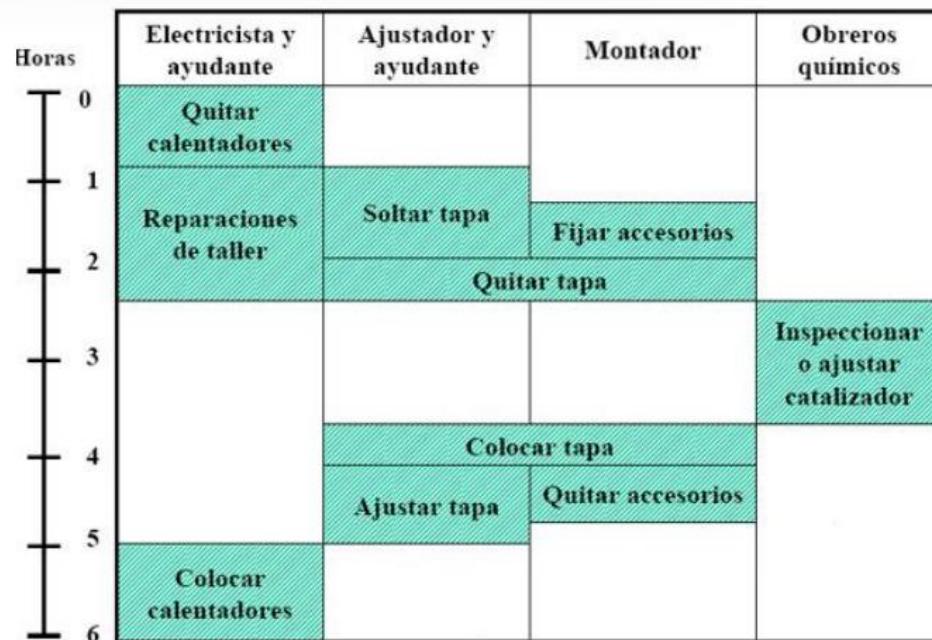 Horas
Electricista y
ayudante
Ajustador y
ayudante
Montador
Obreros
químicos
0
Quitar
calentadores
1
Reparaciones
de taller
Soltar tapa
Fijar accesorios
2
Quitar tapa
3
Inspeccionar
o ajustar
catalizador
4
Colocar tapa
Ajustar tapa
Quitar accesorios
5
Colocar
calentadores
6